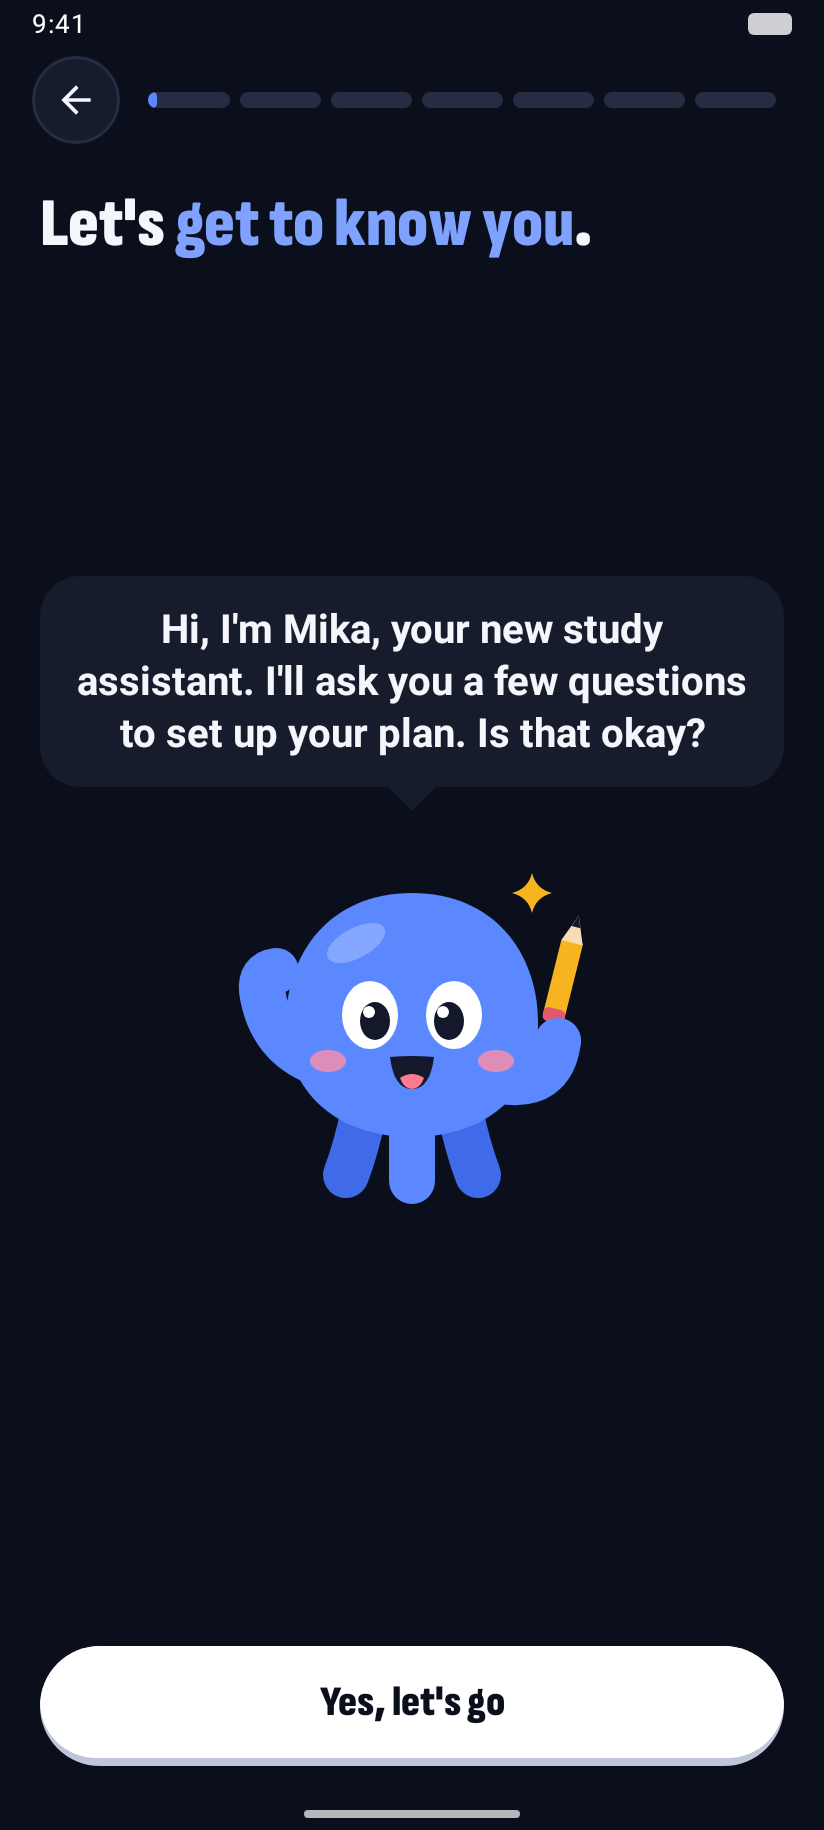 9:41
Let's get to know you.
Hi, I'm Mika, your new study
assistant. I'll ask you a few questions
to set up your plan. Is that okay?
Yes, let's go